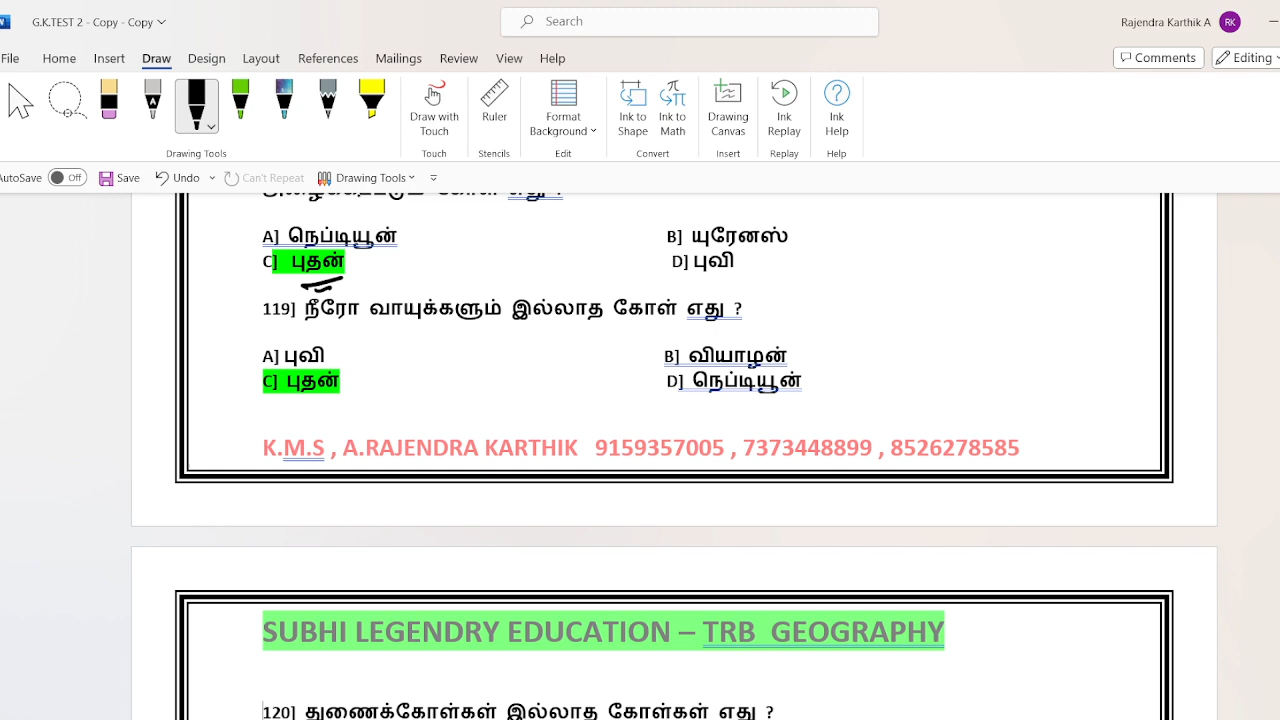 G.K.TEST 2 - Copy - Copy
Search
Rajendra Karthik A RK
File Home Insert Draw Design Layout References Mailings Review View Help
Comments Editing
Draw with Touch
Ruler
Format Background
Ink to Shape
Ink to Math
Drawing Canvas
Ink Replay
Ink Help
Drawing Tools Touch Stencils Edit Convert Insert Replay Help
AutoSave Off Save Undo Can't Repeat Drawing Tools
அழைக்கப்படும் கோள் எது ?
A] நெப்டியூன் B] யுரேனஸ்
C] புதன் D] புவி
119] நீரோ வாயுக்களும் இல்லாத கோள் எது ?
A] புவி B] வியாழன்
C] புதன் D] நெப்டியூன்
K.M.S , A.RAJENDRA KARTHIK 9159357005 , 7373448899 , 8526278585
SUBHI LEGENDRY EDUCATION – TRB GEOGRAPHY
120] துணைக்கோள்கள் இல்லாத கோள்கள் எது ?